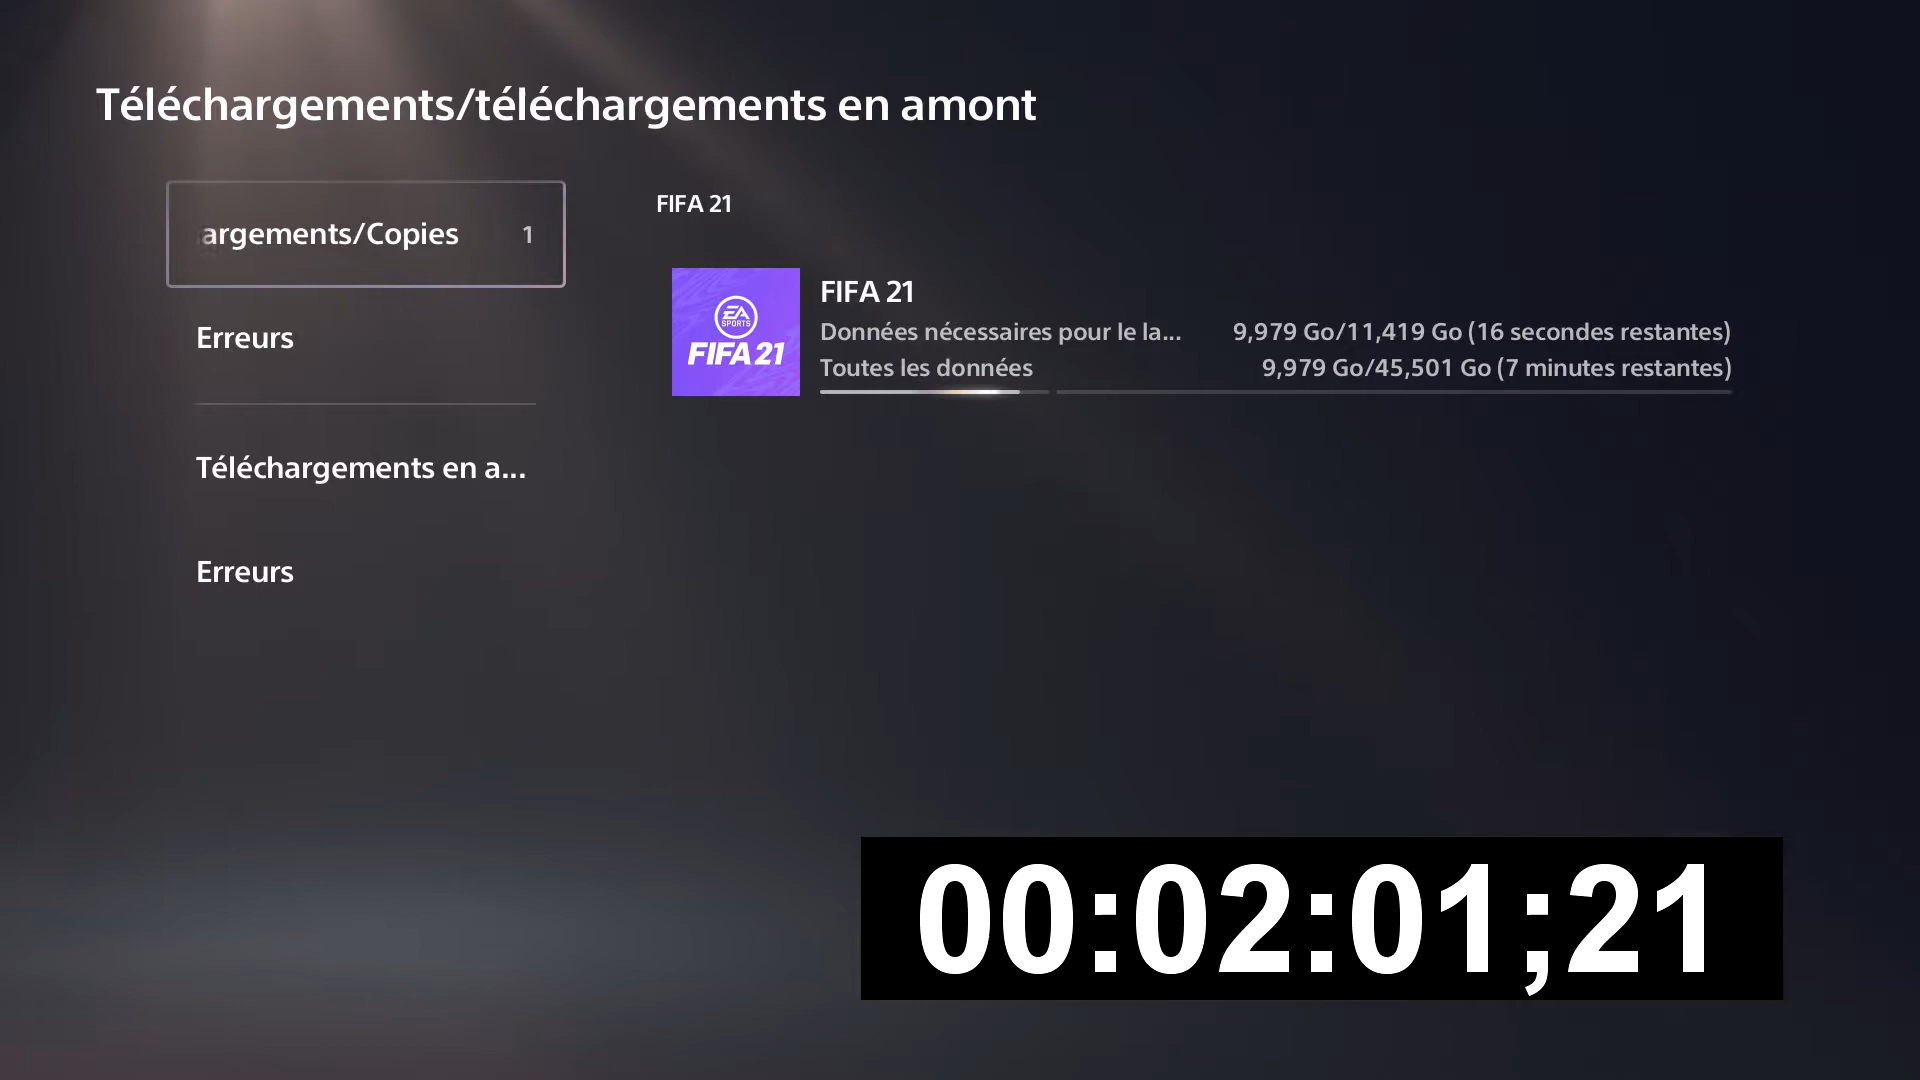 Téléchargements/téléchargements en amont
argements/Copies 1
Erreurs
Téléchargements en a...
Erreurs
FIFA 21
EA
SPORTS
FIFA 21
FIFA 21
Données nécessaires pour le la... 9,979 Go/11,419 Go (16 secondes restantes)
Toutes les données 9,979 Go/45,501 Go (7 minutes restantes)
00:02:01;21